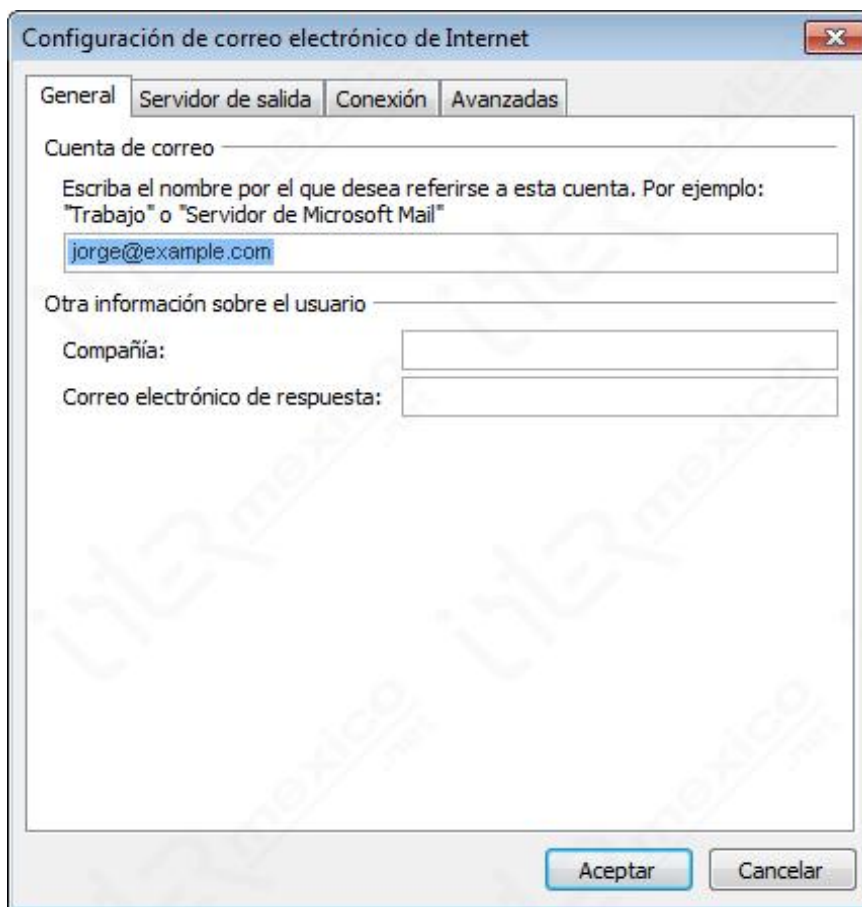 Configuración de correo electrónico de Internet
General Servidor de salida Conexión Avanzadas
Cuenta de correo
Escriba el nombre por el que desea referirse a esta cuenta. Por ejemplo:
"Trabajo" o "Servidor de Microsoft Mail"
jorge@example.com
Otra información sobre el usuario
Compañía:
Correo electrónico de respuesta:
Aceptar Cancelar